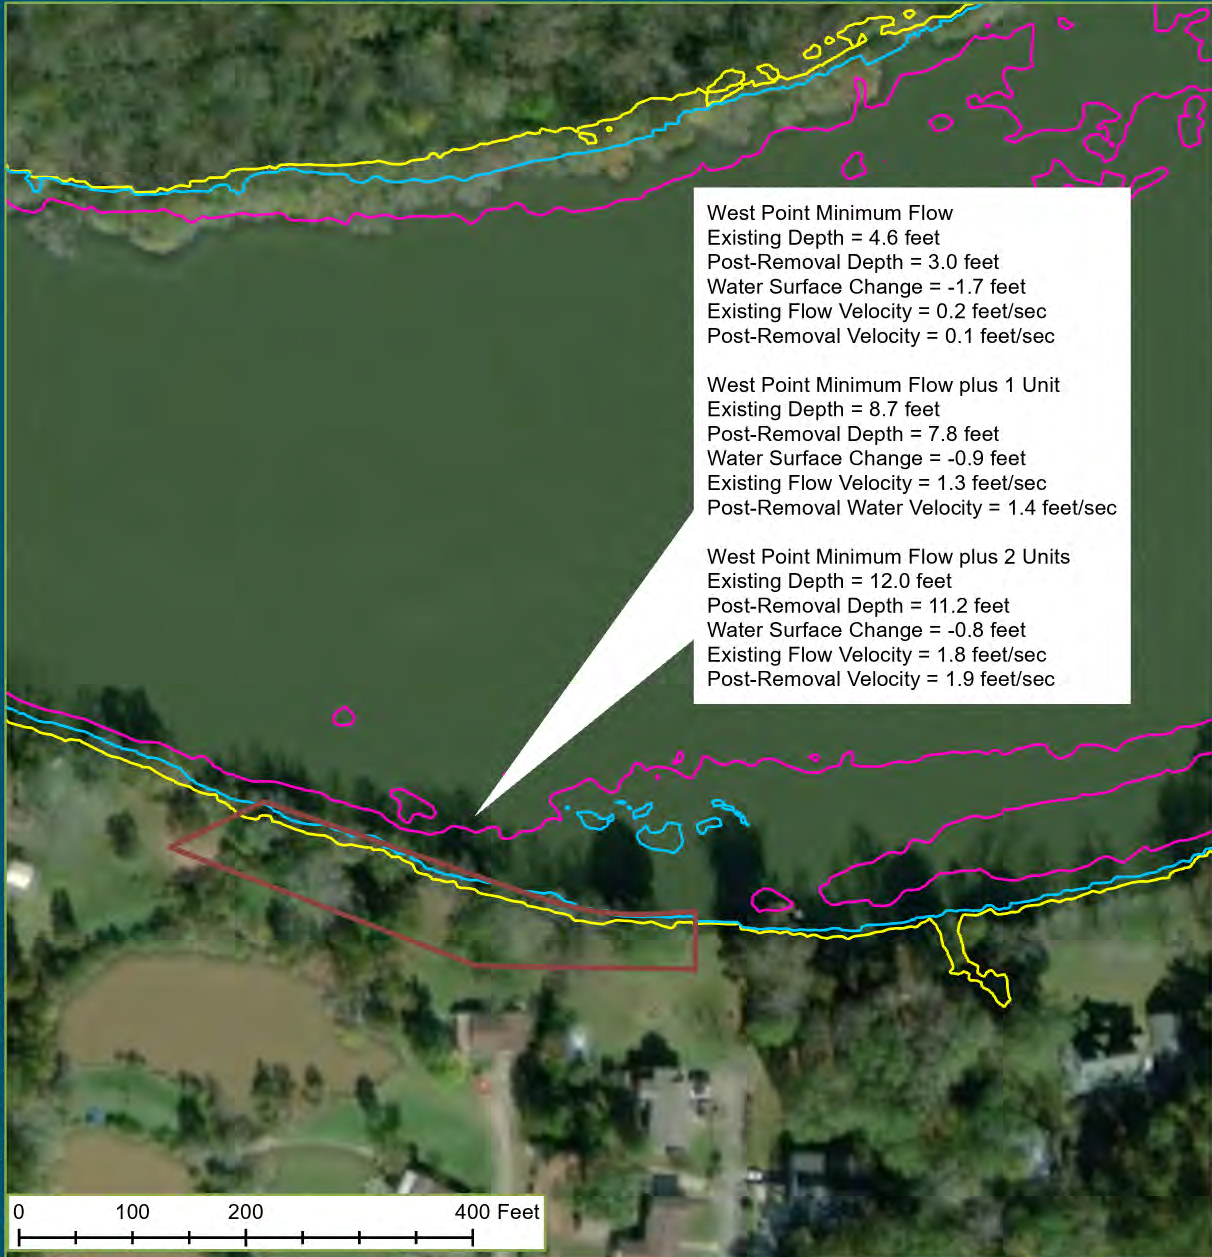 West Point Minimum Flow
Existing Depth = 4.6 feet
Post-Removal Depth = 3.0 feet
Water Surface Change = -1.7 feet
Existing Flow Velocity = 0.2 feet/sec
Post-Removal Velocity = 0.1 feet/sec
West Point Minimum Flow plus 1 Unit
Existing Depth = 8.7 feet
Post-Removal Depth = 7.8 feet
Water Surface Change = -0.9 feet
Existing Flow Velocity = 1.3 feet/sec
Post-Removal Water Velocity = 1.4 feet/sec
West Point Minimum Flow plus 2 Units
Existing Depth = 12.0 feet
Post-Removal Depth = 11.2 feet
Water Surface Change = -0.8 feet
Existing Flow Velocity = 1.8 feet/sec
Post-Removal Velocity = 1.9 feet/sec
0 100 200 400 Feet